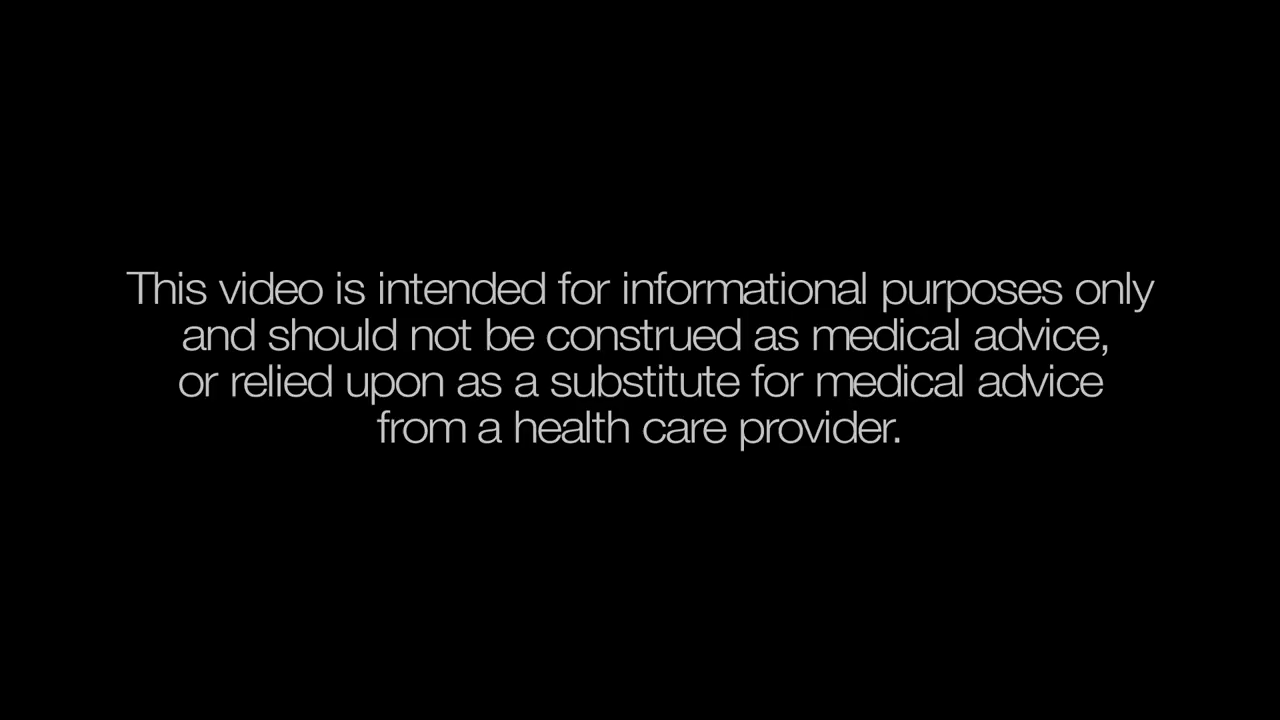 This video is intended for informational purposes only
and should not be construed as medical advice,
or relied upon as a substitute for medical advice
from a health care provider.